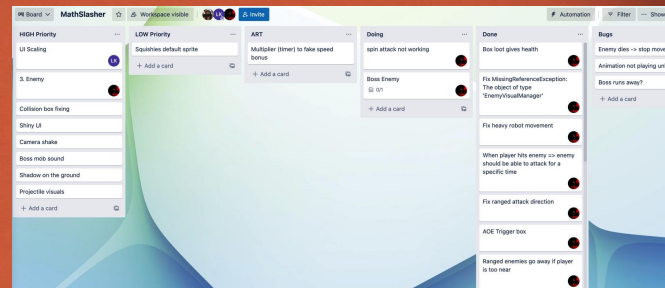 Board
MathSlasher
Workspace visible
LK
Invite
Automation
Filter
Show
HIGH Priority
UI Scaling
LK
3. Enemy
Collision box fixing
Shiny UI
Camera shake
Boss mob sound
Shadow on the ground
Projectile visuals
+ Add a card
LOW Priority
Squishies default sprite
+ Add a card
ART
Multiplier (timer) to fake speed
bonus
+ Add a card
Doing
spin attack not working
Boss Enemy
0/1
+ Add a card
Done
Box loot gives health
Fix MissingReferenceException:
The object of type
'EnemyVisualManager'
Fix heavy robot movement
When player hits enemy => enemy
should be able to attack for a
specific time
Fix ranged attack direction
AOE Trigger box
Ranged enemies go away if player
is too near
Bugs
Enemy dies -> stop move
Animation not playing un
Boss runs away?
+ Add a card